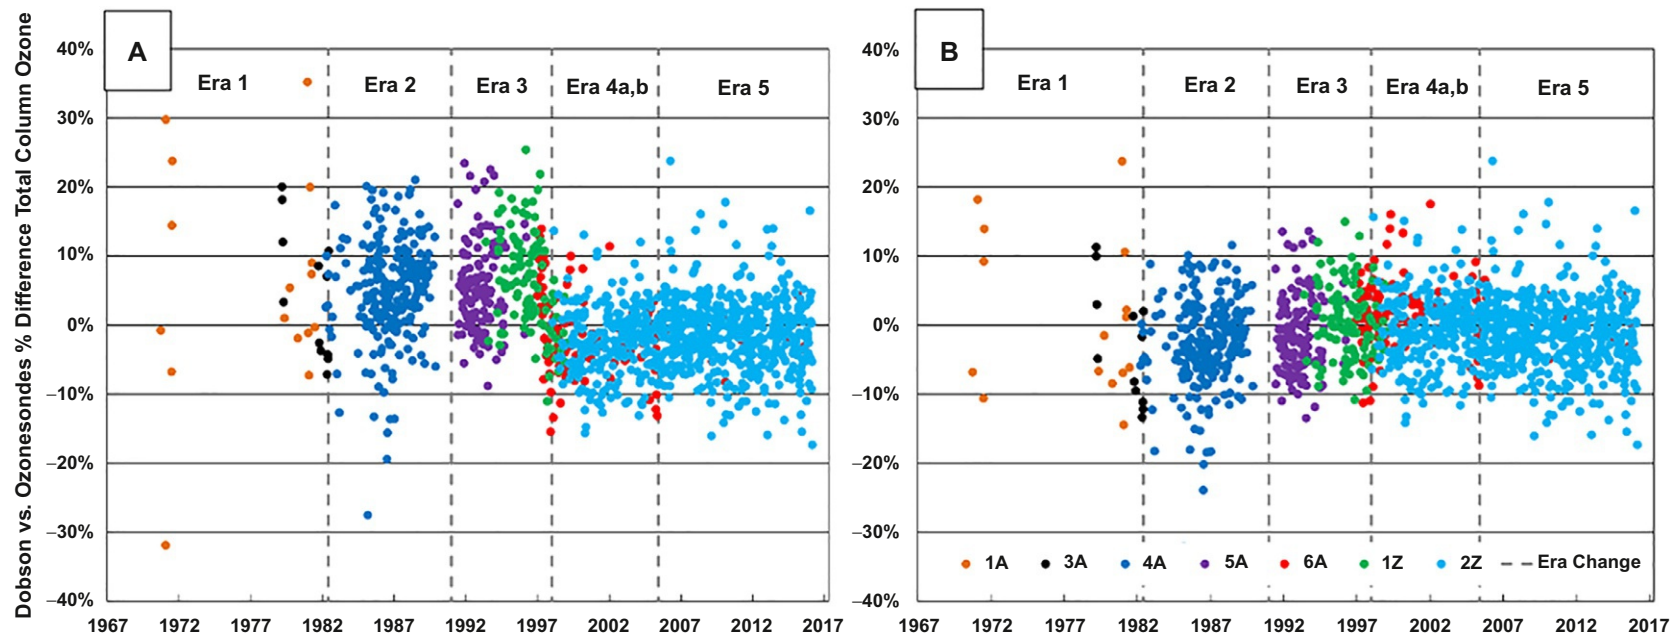 Dobson vs. Ozonesondes % Difference Total Column Ozone
A
40%
30%
20%
10%
0%
–10%
–20%
–30%
–40%
Era 1
Era 2
Era 3
Era 4a,b
Era 5
1967 1972 1977 1982 1987 1992 1997 2002 2007 2012 2017
B
40%
30%
20%
10%
0%
–10%
–20%
–30%
–40%
Era 1
Era 2
Era 3
Era 4a,b
Era 5
1A 3A 4A 5A 6A 1Z 2Z Era Change
1967 1972 1977 1982 1987 1992 1997 2002 2007 2012 2017